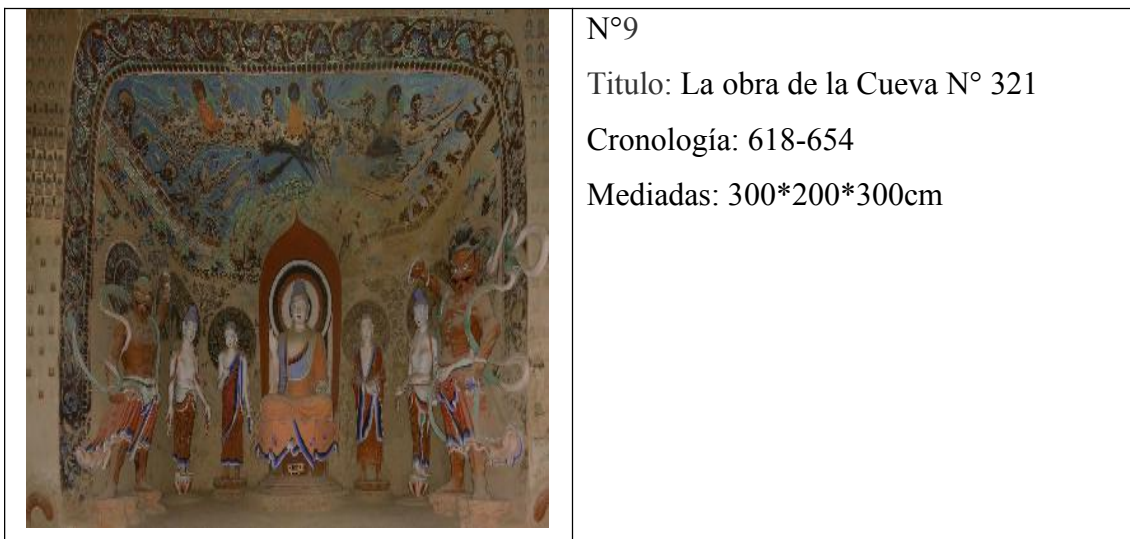 N°9
Titulo: La obra de la Cueva N° 321
Cronología: 618-654
Mediadas: 300*200*300cm